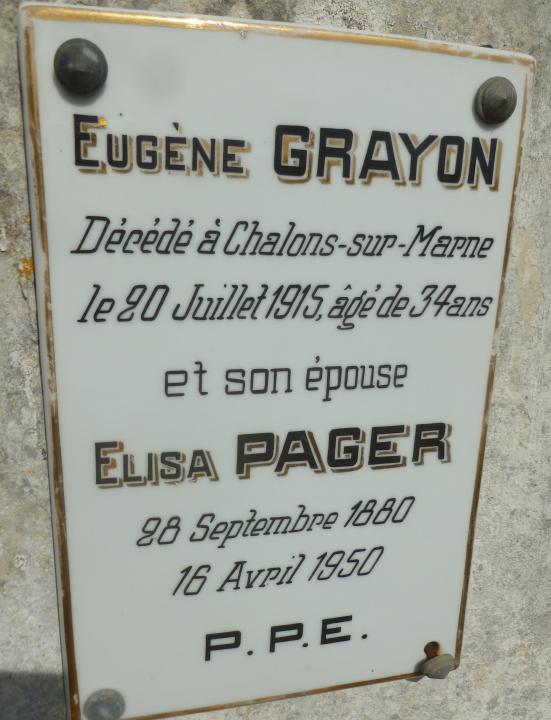 EUGÈNE GRAYON
Décédé à Chalons-sur-Marne
le 20 Juillet 1915, âgé de 34 ans
et son épouse
ELISA PAGER
28 Septembre 1880
16 Avril 1950
P.P.E.